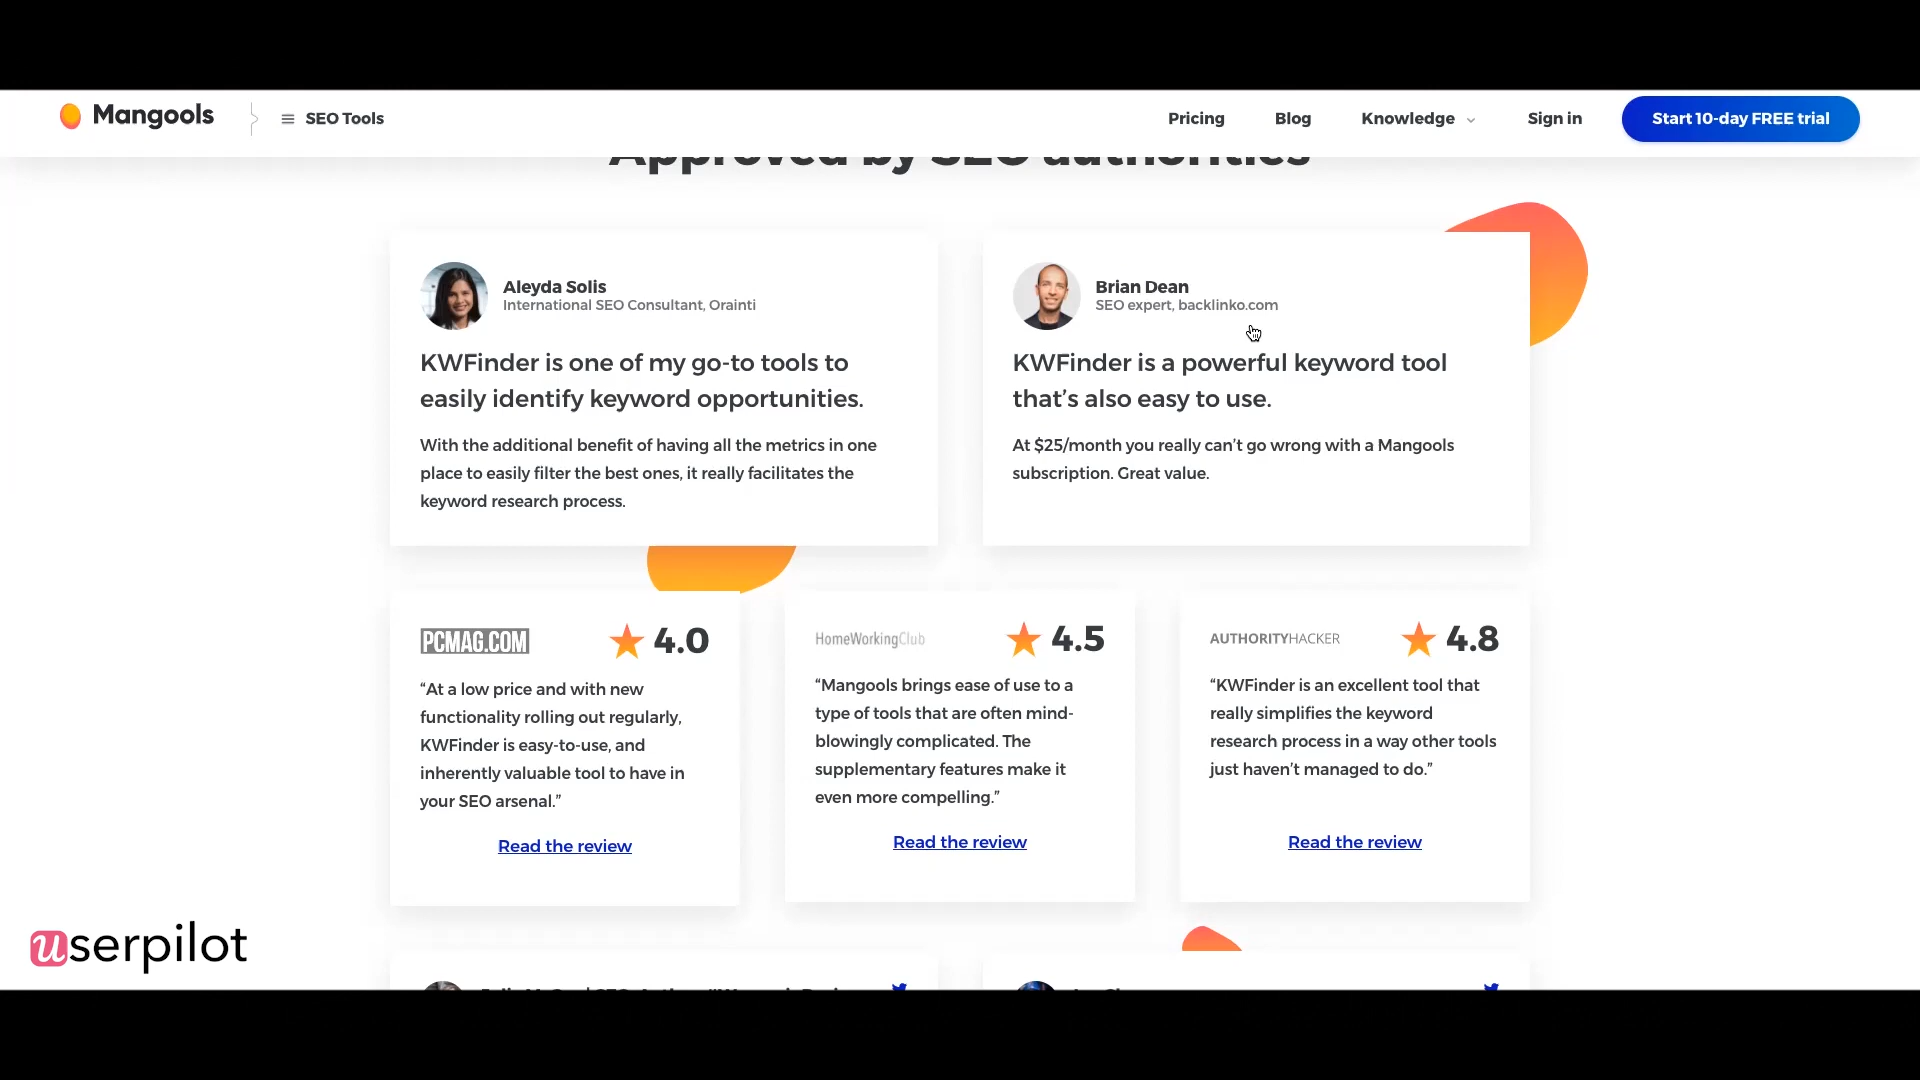 Mangools
SEO Tools
Pricing
Blog
Knowledge
Sign in
Start 10-day FREE trial
Approved by SEO authorities
Aleyda Solis
International SEO Consultant, Orainti
KWFinder is one of my go-to tools to
easily identify keyword opportunities.
With the additional benefit of having all the metrics in one
place to easily filter the best ones, it really facilitates the
keyword research process.
Brian Dean
SEO expert, backlinko.com
KWFinder is a powerful keyword tool
that’s also easy to use.
At $25/month you really can’t go wrong with a Mangools
subscription. Great value.
PCMAG.COM
4.0
“At a low price and with new
functionality rolling out regularly,
KWFinder is easy-to-use, and
inherently valuable tool to have in
your SEO arsenal.”
Read the review
HomeWorkingClub
4.5
“Mangools brings ease of use to a
type of tools that are often mind-
blowingly complicated. The
supplementary features make it
even more compelling.”
Read the review
AUTHORITYHACKER
4.8
“KWFinder is an excellent tool that
really simplifies the keyword
research process in a way other tools
just haven’t managed to do.”
Read the review
userpilot